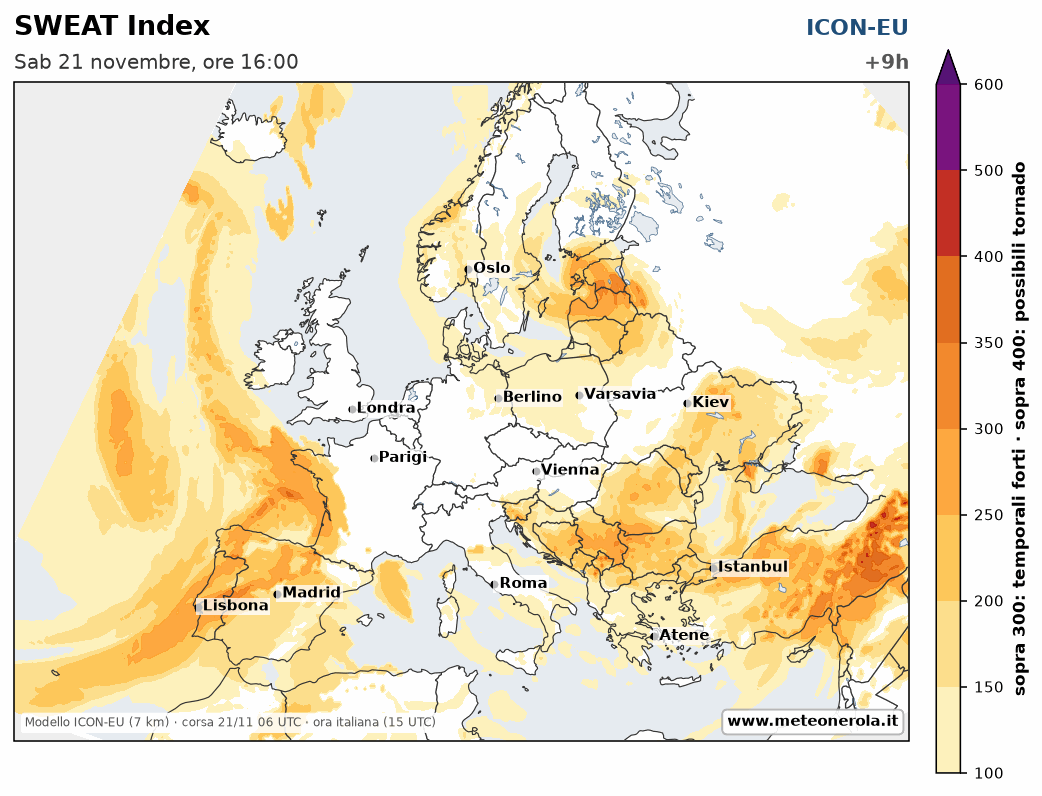 SWEAT Index
ICON-EU
Sab 21 novembre, ore 16:00
+9h
600
500
400
350
300
250
200
150
100
sopra 300: temporali forti · sopra 400: possibili tornado
Oslo
Berlino
Varsavia
Kiev
Londra
Parigi
Vienna
Istanbul
Roma
Madrid
Lisbona
Atene
Modello ICON-EU (7 km) · corsa 21/11 06 UTC · ora italiana (15 UTC)
www.meteonerola.it